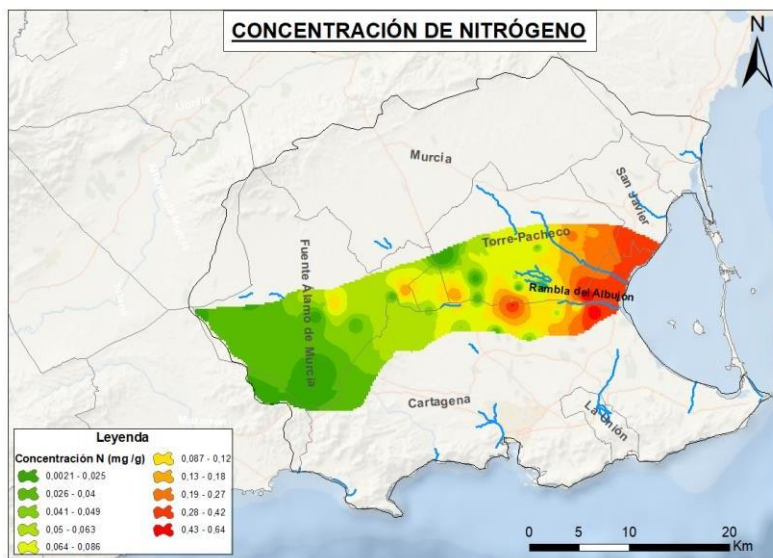 CONCENTRACIÓN DE NITRÓGENO
N
Murcia
San Javier
Torre-Pacheco
Fuente Álamo de Murcia
Rambla del Albujón
Cartagena
La Unión
Leyenda
Concentración N (mg /g)
0,0021 - 0,025
0,026 - 0,04
0,041 - 0,049
0,05 - 0,063
0,064 - 0,086
0,087 - 0,12
0,13 - 0,18
0,19 - 0,27
0,28 - 0,42
0,43 - 0,64
0 5 10 20
Km